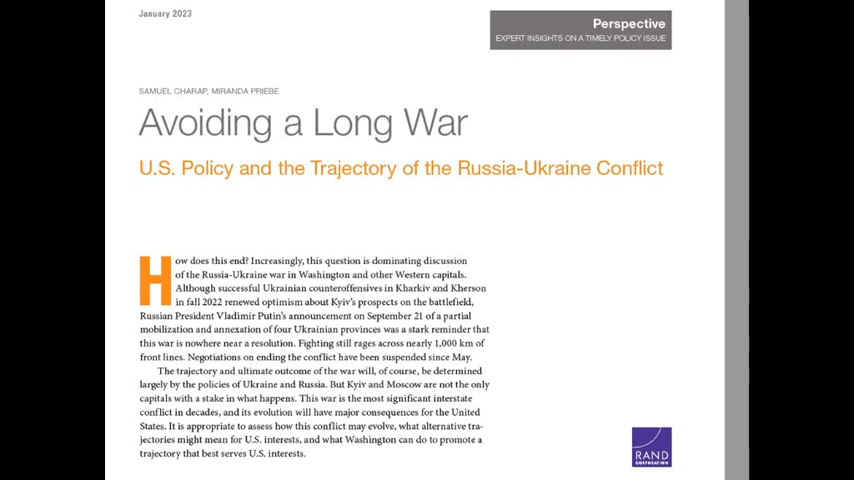 January 2023
Perspective
EXPERT INSIGHTS ON A TIMELY POLICY ISSUE
SAMUEL CHARAP, MIRANDA PRIEBE
Avoiding a Long War
U.S. Policy and the Trajectory of the Russia-Ukraine Conflict
How does this end? Increasingly, this question is dominating discussion
of the Russia-Ukraine war in Washington and other Western capitals.
Although successful Ukrainian counteroffensives in Kharkiv and Kherson
in fall 2022 renewed optimism about Kyiv's prospects on the battlefield,
Russian President Vladimir Putin's announcement on September 21 of a partial
mobilization and annexation of four Ukrainian provinces was a stark reminder that
this war is nowhere near a resolution. Fighting still rages across nearly 1,000 km of
front lines. Negotiations on ending the conflict have been suspended since May.
The trajectory and ultimate outcome of the war will, of course, be determined
largely by the policies of Ukraine and Russia. But Kyiv and Moscow are not the only
capitals with a stake in what happens. This war is the most significant interstate
conflict in decades, and its evolution will have major consequences for the United
States. It is appropriate to assess how this conflict may evolve, what alternative tra-
jectories might mean for U.S. interests, and what Washington can do to promote a
trajectory that best serves U.S. interests.
RAND
CORPORATION